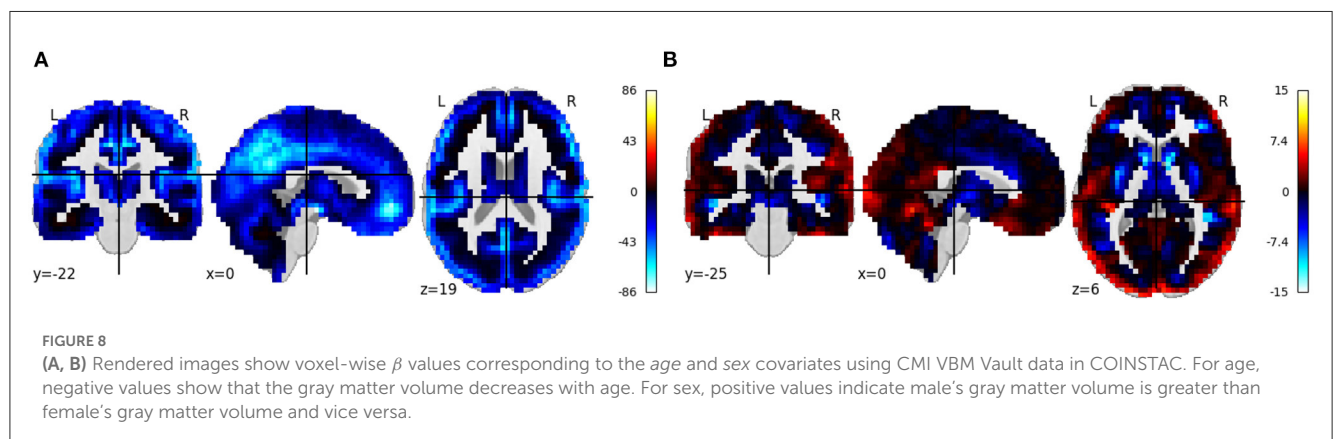 A
L
R
L
R
y=-22
x=0
z=19
86
43
0
-43
-86
B
L
R
L
R
y=-25
x=0
z=6
15
7.4
0
-7.4
-15
FIGURE 8
(A, B) Rendered images show voxel-wise β values corresponding to the age and sex covariates using CMI VBM Vault data in COINSTAC. For age,
negative values show that the gray matter volume decreases with age. For sex, positive values indicate male's gray matter volume is greater than
female's gray matter volume and vice versa.